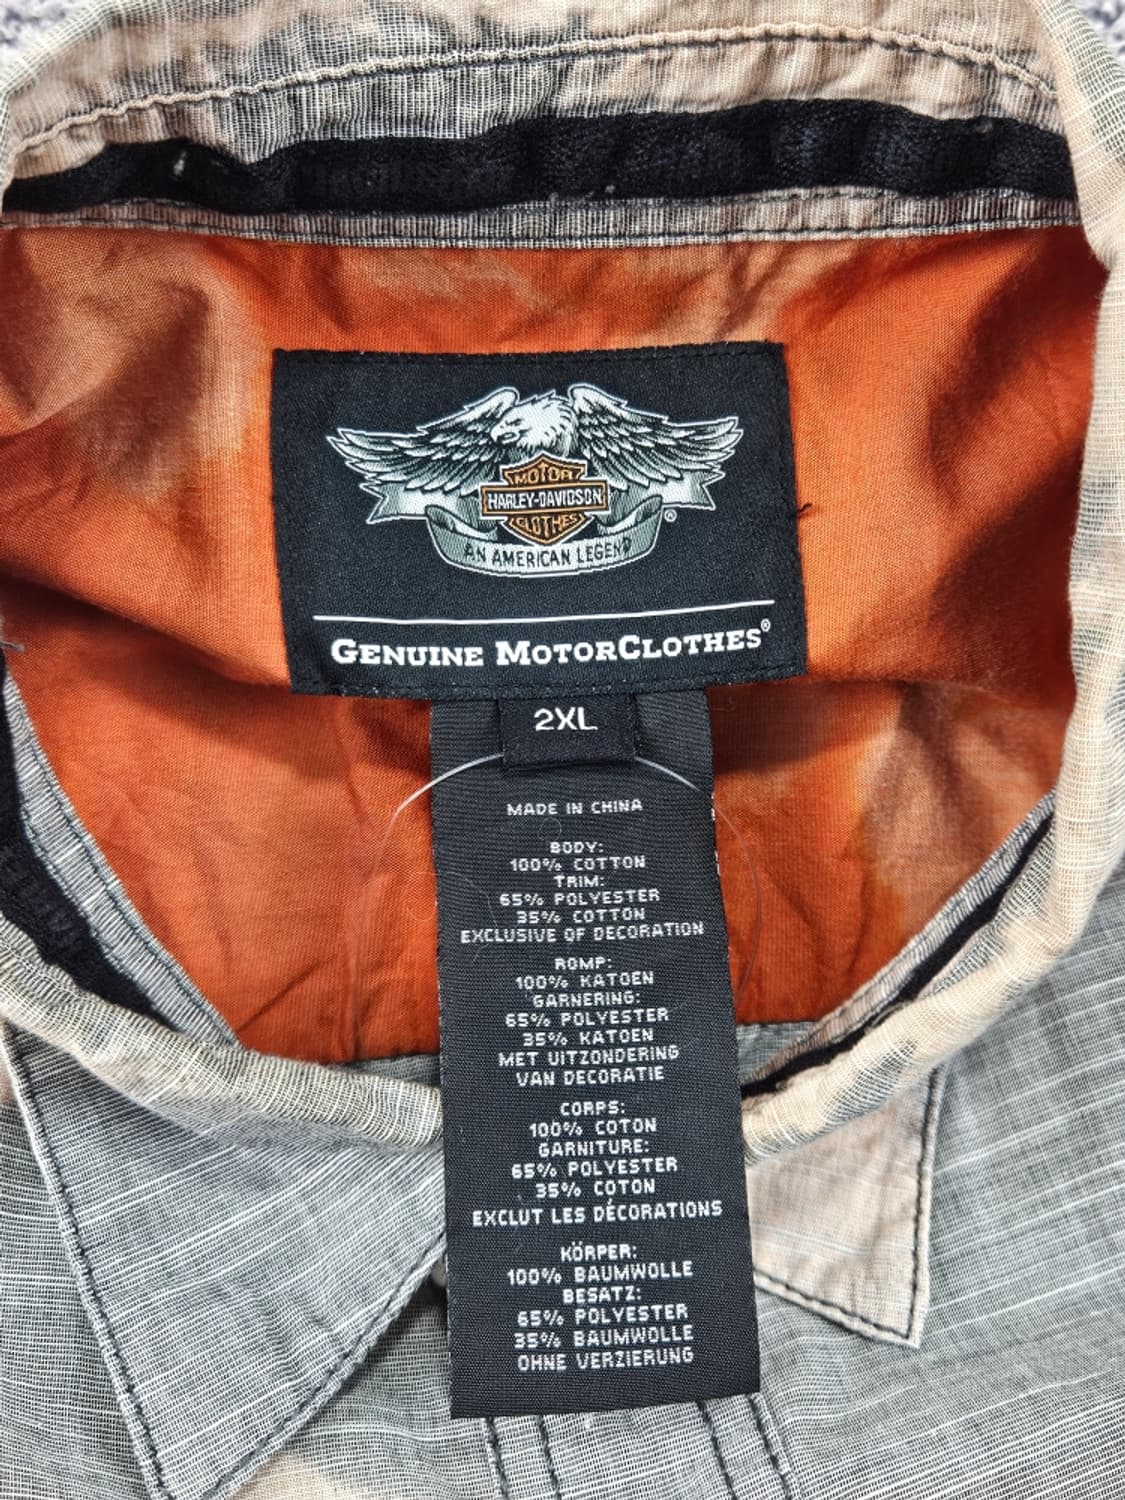 MOTOR
HARLEY-DAVIDSON
CLOTHES
®
AN AMERICAN LEGEND
GENUINE MOTORCLOTHES®
2XL
MADE IN CHINA
BODY:
100% COTTON
TRIM:
65% POLYESTER
35% COTTON
EXCLUSIVE OF DECORATION
ROMP:
100% KATOEN
GARNERING:
65% POLYESTER
35% KATOEN
MET UITZONDERING
VAN DECORATIE
CORPS:
100% COTON
GARNITURE:
65% POLYESTER
35% COTON
EXCLUT LES DÉCORATIONS
KÖRPER:
100% BAUMWOLLE
BESATZ:
65% POLYESTER
35% BAUMWOLLE
OHNE VERZIERUNG